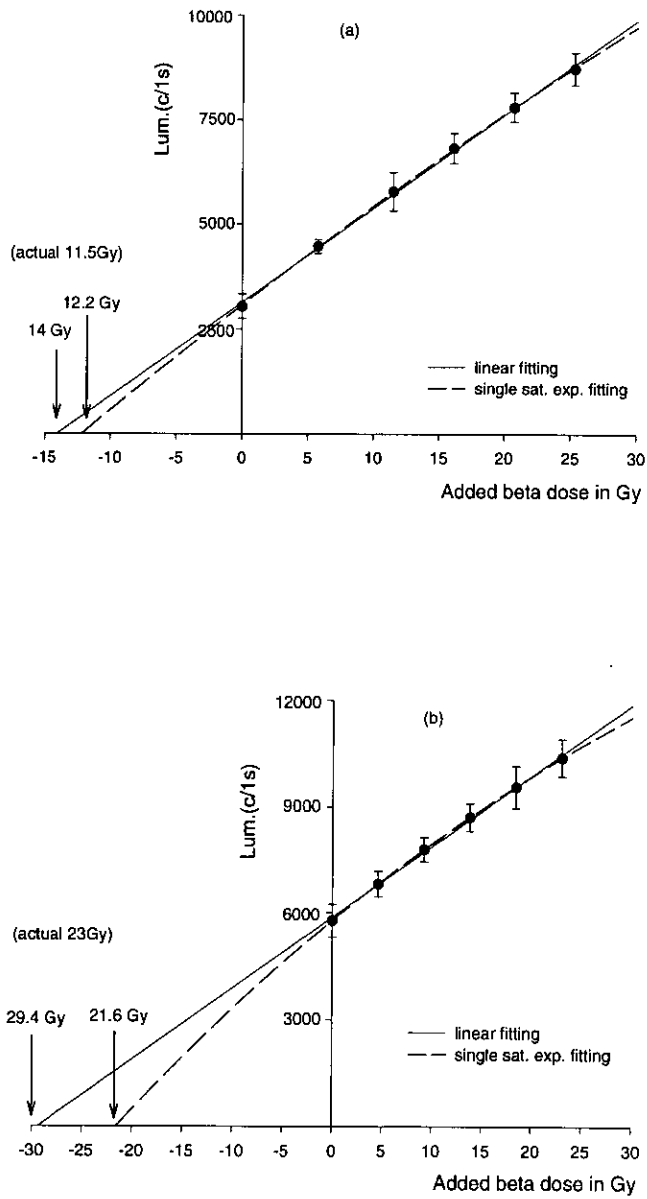 10000
(a)
Lum.(c/1s)
7500
5000
(actual 11.5Gy)
12.2 Gy
14 Gy
2500
linear fitting
single sat. exp. fitting
-15 -10 -5 0 5 10 15 20 25 30
Added beta dose in Gy
12000
(b)
Lum.(c/1s)
9000
6000
(actual 23Gy)
29.4 Gy 21.6 Gy
3000
linear fitting
single sat. exp. fitting
-30 -25 -20 -15 -10 -5 0 5 10 15 20 25 30
Added beta dose in Gy